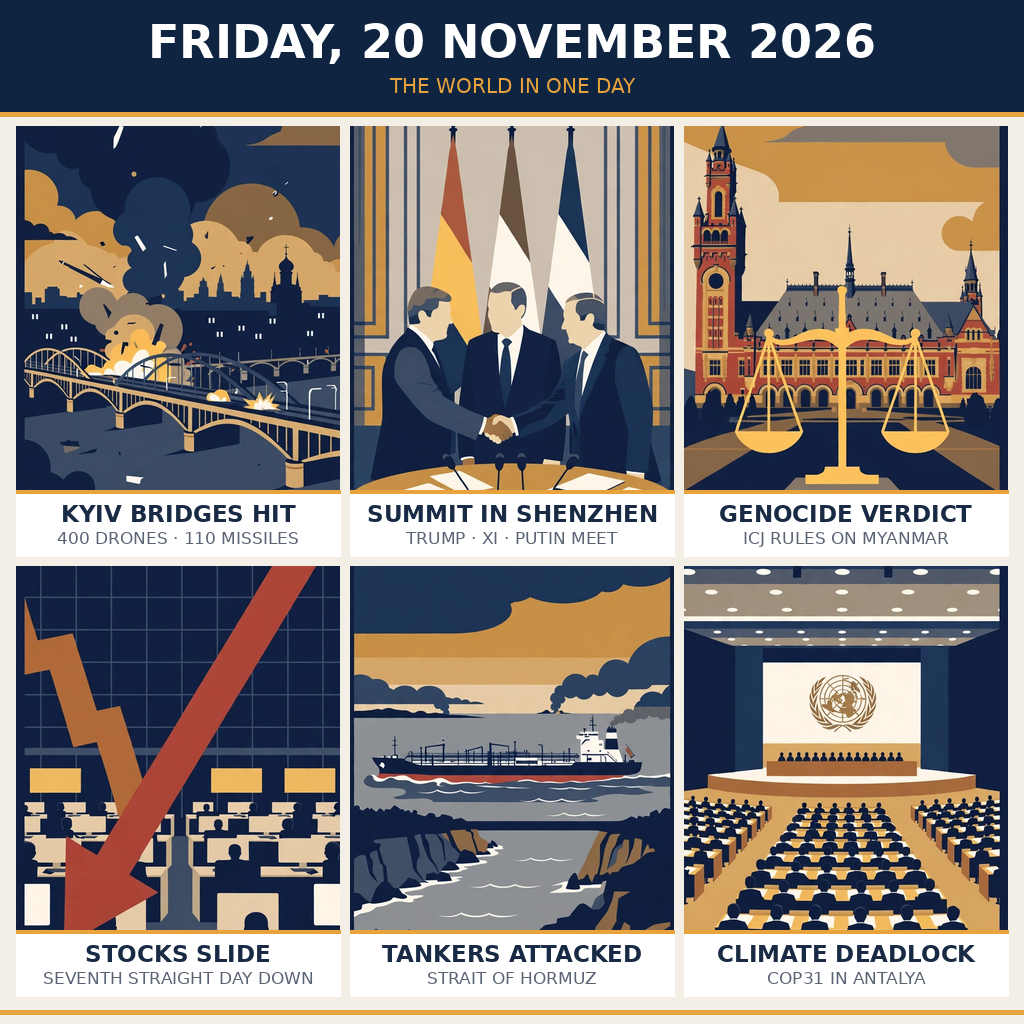 FRIDAY, 20 NOVEMBER 2026
THE WORLD IN ONE DAY
KYIV BRIDGES HIT
400 DRONES · 110 MISSILES
SUMMIT IN SHENZHEN
TRUMP · XI · PUTIN MEET
GENOCIDE VERDICT
ICJ RULES ON MYANMAR
STOCKS SLIDE
SEVENTH STRAIGHT DAY DOWN
TANKERS ATTACKED
STRAIT OF HORMUZ
CLIMATE DEADLOCK
COP31 IN ANTALYA